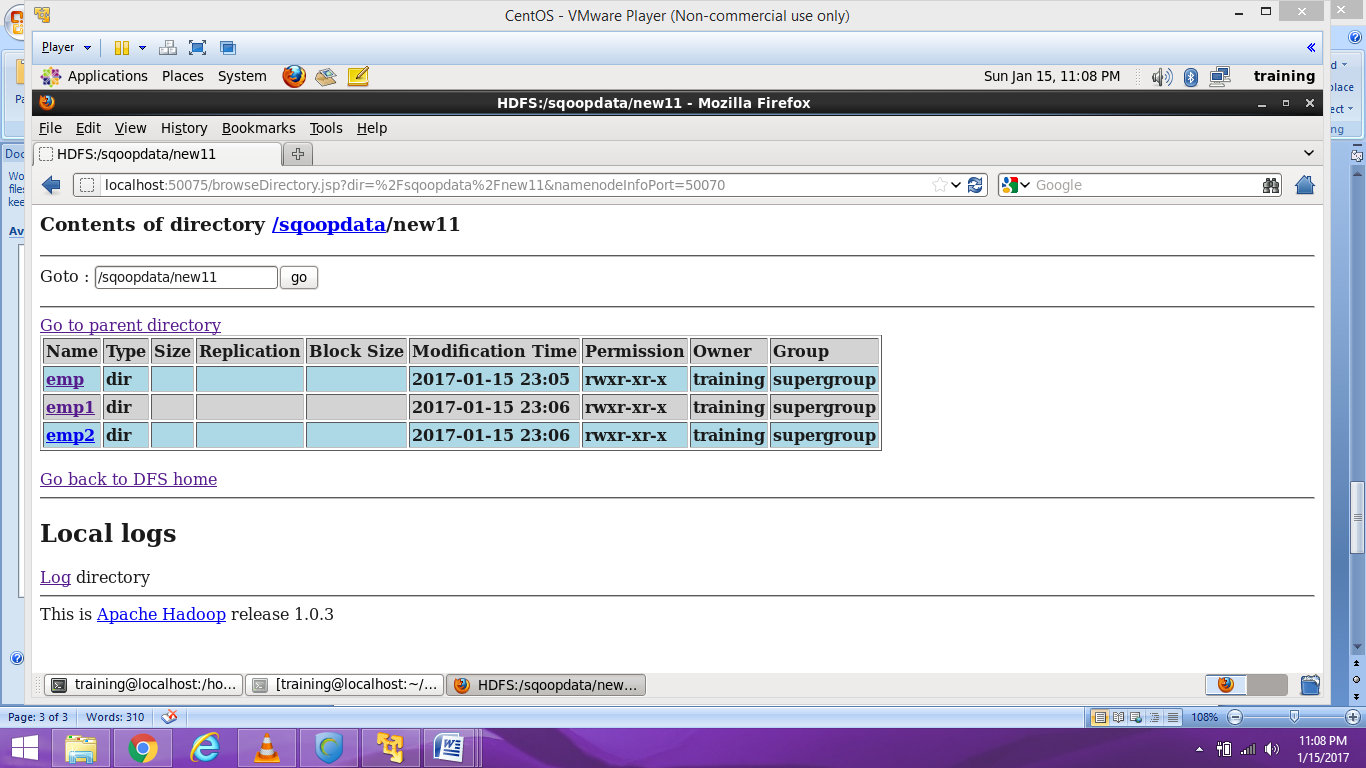 CentOS - VMware Player (Non-commercial use only)
Player
Applications Places System
Sun Jan 15, 11:08 PM
training
HDFS:/sqoopdata/new11 - Mozilla Firefox
File Edit View History Bookmarks Tools Help
HDFS:/sqoopdata/new11
localhost:50075/browseDirectory.jsp?dir=%2Fsqoopdata%2Fnew11&namenodeInfoPort=50070
Google
Contents of directory /sqoopdata/new11
Goto : /sqoopdata/new11 go
Go to parent directory
Name Type Size Replication Block Size Modification Time Permission Owner Group
emp dir 2017-01-15 23:05 rwxr-xr-x training supergroup
emp1 dir 2017-01-15 23:06 rwxr-xr-x training supergroup
emp2 dir 2017-01-15 23:06 rwxr-xr-x training supergroup
Go back to DFS home
Local logs
Log directory
This is Apache Hadoop release 1.0.3
training@localhost:/ho...
[training@localhost:~/...
HDFS:/sqoopdata/new...
Page: 3 of 3 Words: 310
108%
11:08 PM
1/15/2017